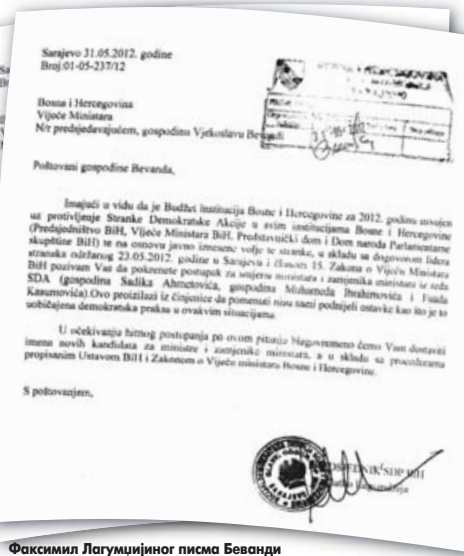 Sarajevo 31.05.2012. godine
Broj:01-05-237/12
Bosna i Hercegovina
Vijeće Ministara
N/r predsjedavajućem, gospodinu Vjekoslavu Bevandi
Poštovani gospodine Bevanda,
Imajući u vidu da je Budžet Institucija Bosne i Hercegovine za 2012. godinu usvojen
uz protivljenje Stranke Demokratske Akcije u svim institucijama Bosne i Hercegovine
(Predsjedništvo BiH, Vijeće Ministara BiH, Predstavnički dom i Dom naroda Parlamentarne
skupštine BiH) te na osnovu javno iznesene volje te stranke, u skladu sa dogovorom lidera
stranaka održanog 23.05.2012. godine u Sarajevu i članom 15. Zakona o Vijeću Ministara
BiH pozivam Vas da pokrenete postupak za smjenu ministara i zamjenika ministara iz reda
SDA (gospodina Sadika Ahmetovića, gospodina Muhameda Ibrahimovića i Fuada
Kasumovića).Ovo proizilazi iz činjenice da pomenuti nisu sami podnijeli ostavke kao što je to
uobičajena demokratska praksa u ovakvim situacijama.
U očekivanju hitnog postupanja po ovom pitanju blagovremeno ćemo Vam dostaviti
imena novih kandidata za ministre i zamjenike ministara, a u skladu sa procedurama
propisanim Ustavom BiH i Zakonom o Vijeću ministara Bosne i Hercegovine.
S poštovanjem,
SDP BiH
Факсимил Лагумџијиног писма Беванди